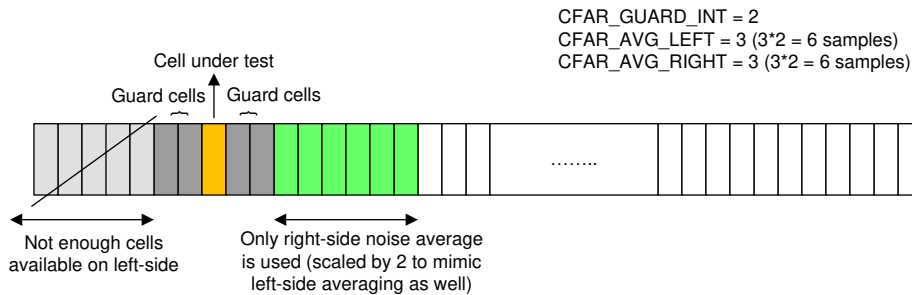 CFAR_GUARD_INT = 2
CFAR_AVG_LEFT = 3 (3*2 = 6 samples)
CFAR_AVG_RIGHT = 3 (3*2 = 6 samples)
Cell under test
Guard cells
Guard cells
........
Not enough cells
available on left-side
Only right-side noise average
is used (scaled by 2 to mimic
left-side averaging as well)